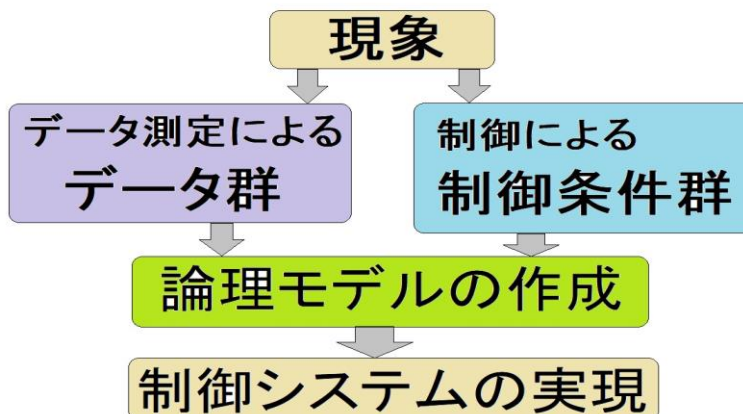 現象
データ測定による
データ群
制御による
制御条件群
論理モデルの作成
制御システムの実現